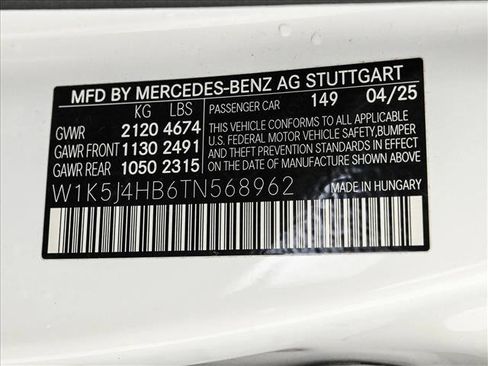 MFD BY MERCEDES-BENZ AG STUTTGART
KG LBS PASSENGER CAR 149 04/25
GVWR 2120 4674
GAWR FRONT 1130 2491
GAWR REAR 1050 2315
THIS VEHICLE CONFORMS TO ALL APPLICABLE
U.S. FEDERAL MOTOR VEHICLE SAFETY, BUMPER
AND THEFT PREVENTION STANDARDS IN EFFECT
ON THE DATE OF MANUFACTURE SHOWN ABOVE.
W1K5J4HB6TN568962 MADE IN HUNGARY